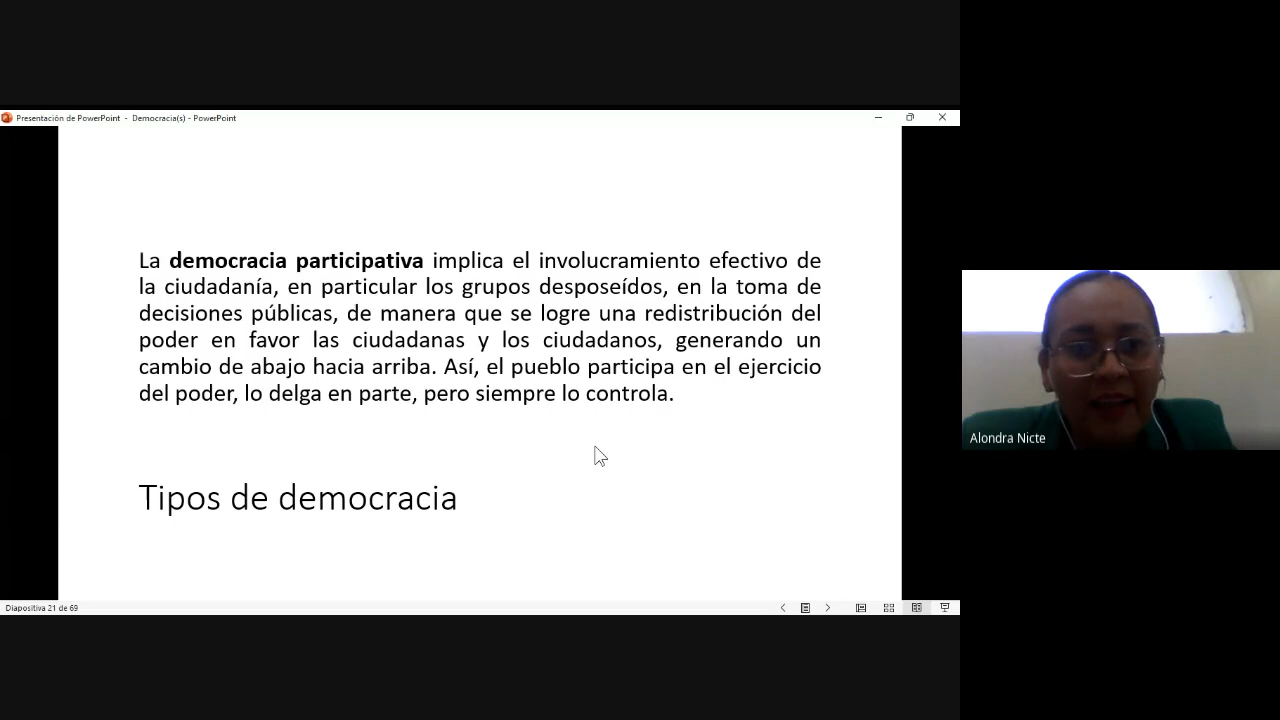 Presentación de PowerPoint - Democracia(s) - PowerPoint
La democracia participativa implica el involucramiento efectivo de
la ciudadanía, en particular los grupos desposeídos, en la toma de
decisiones públicas, de manera que se logre una redistribución del
poder en favor las ciudadanas y los ciudadanos, generando un
cambio de abajo hacia arriba. Así, el pueblo participa en el ejercicio
del poder, lo delga en parte, pero siempre lo controla.
Alondra Nicte
Tipos de democracia
Diapositiva 21 de 69